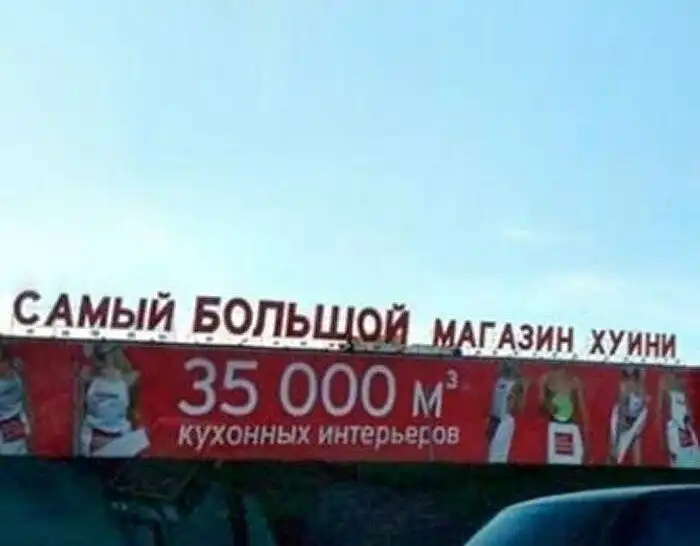 САМЫЙ БОЛЬЩОЙ МАГАЗИН ХУИНИ
35 000 м³
кухонных интерьеров